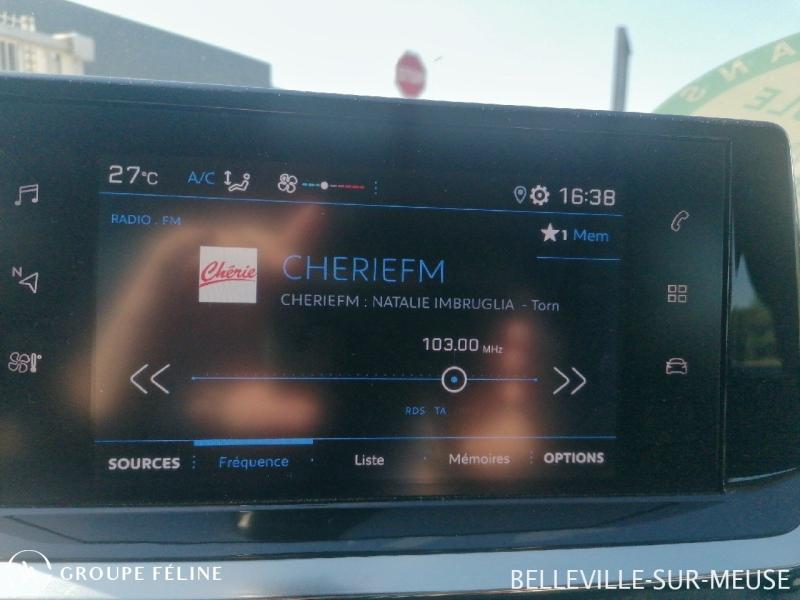 27°C A/C 16:38
RADIO . FM
1 Mem
Chérie
CHERIEFM
CHERIEFM : NATALIE IMBRUGLIA - Torn
103.00 MHz
RDS TA
N
SOURCES Fréquence Liste Mémoires OPTIONS
GROUPE FÉLINE
BELLEVILLE-SUR-MEUSE